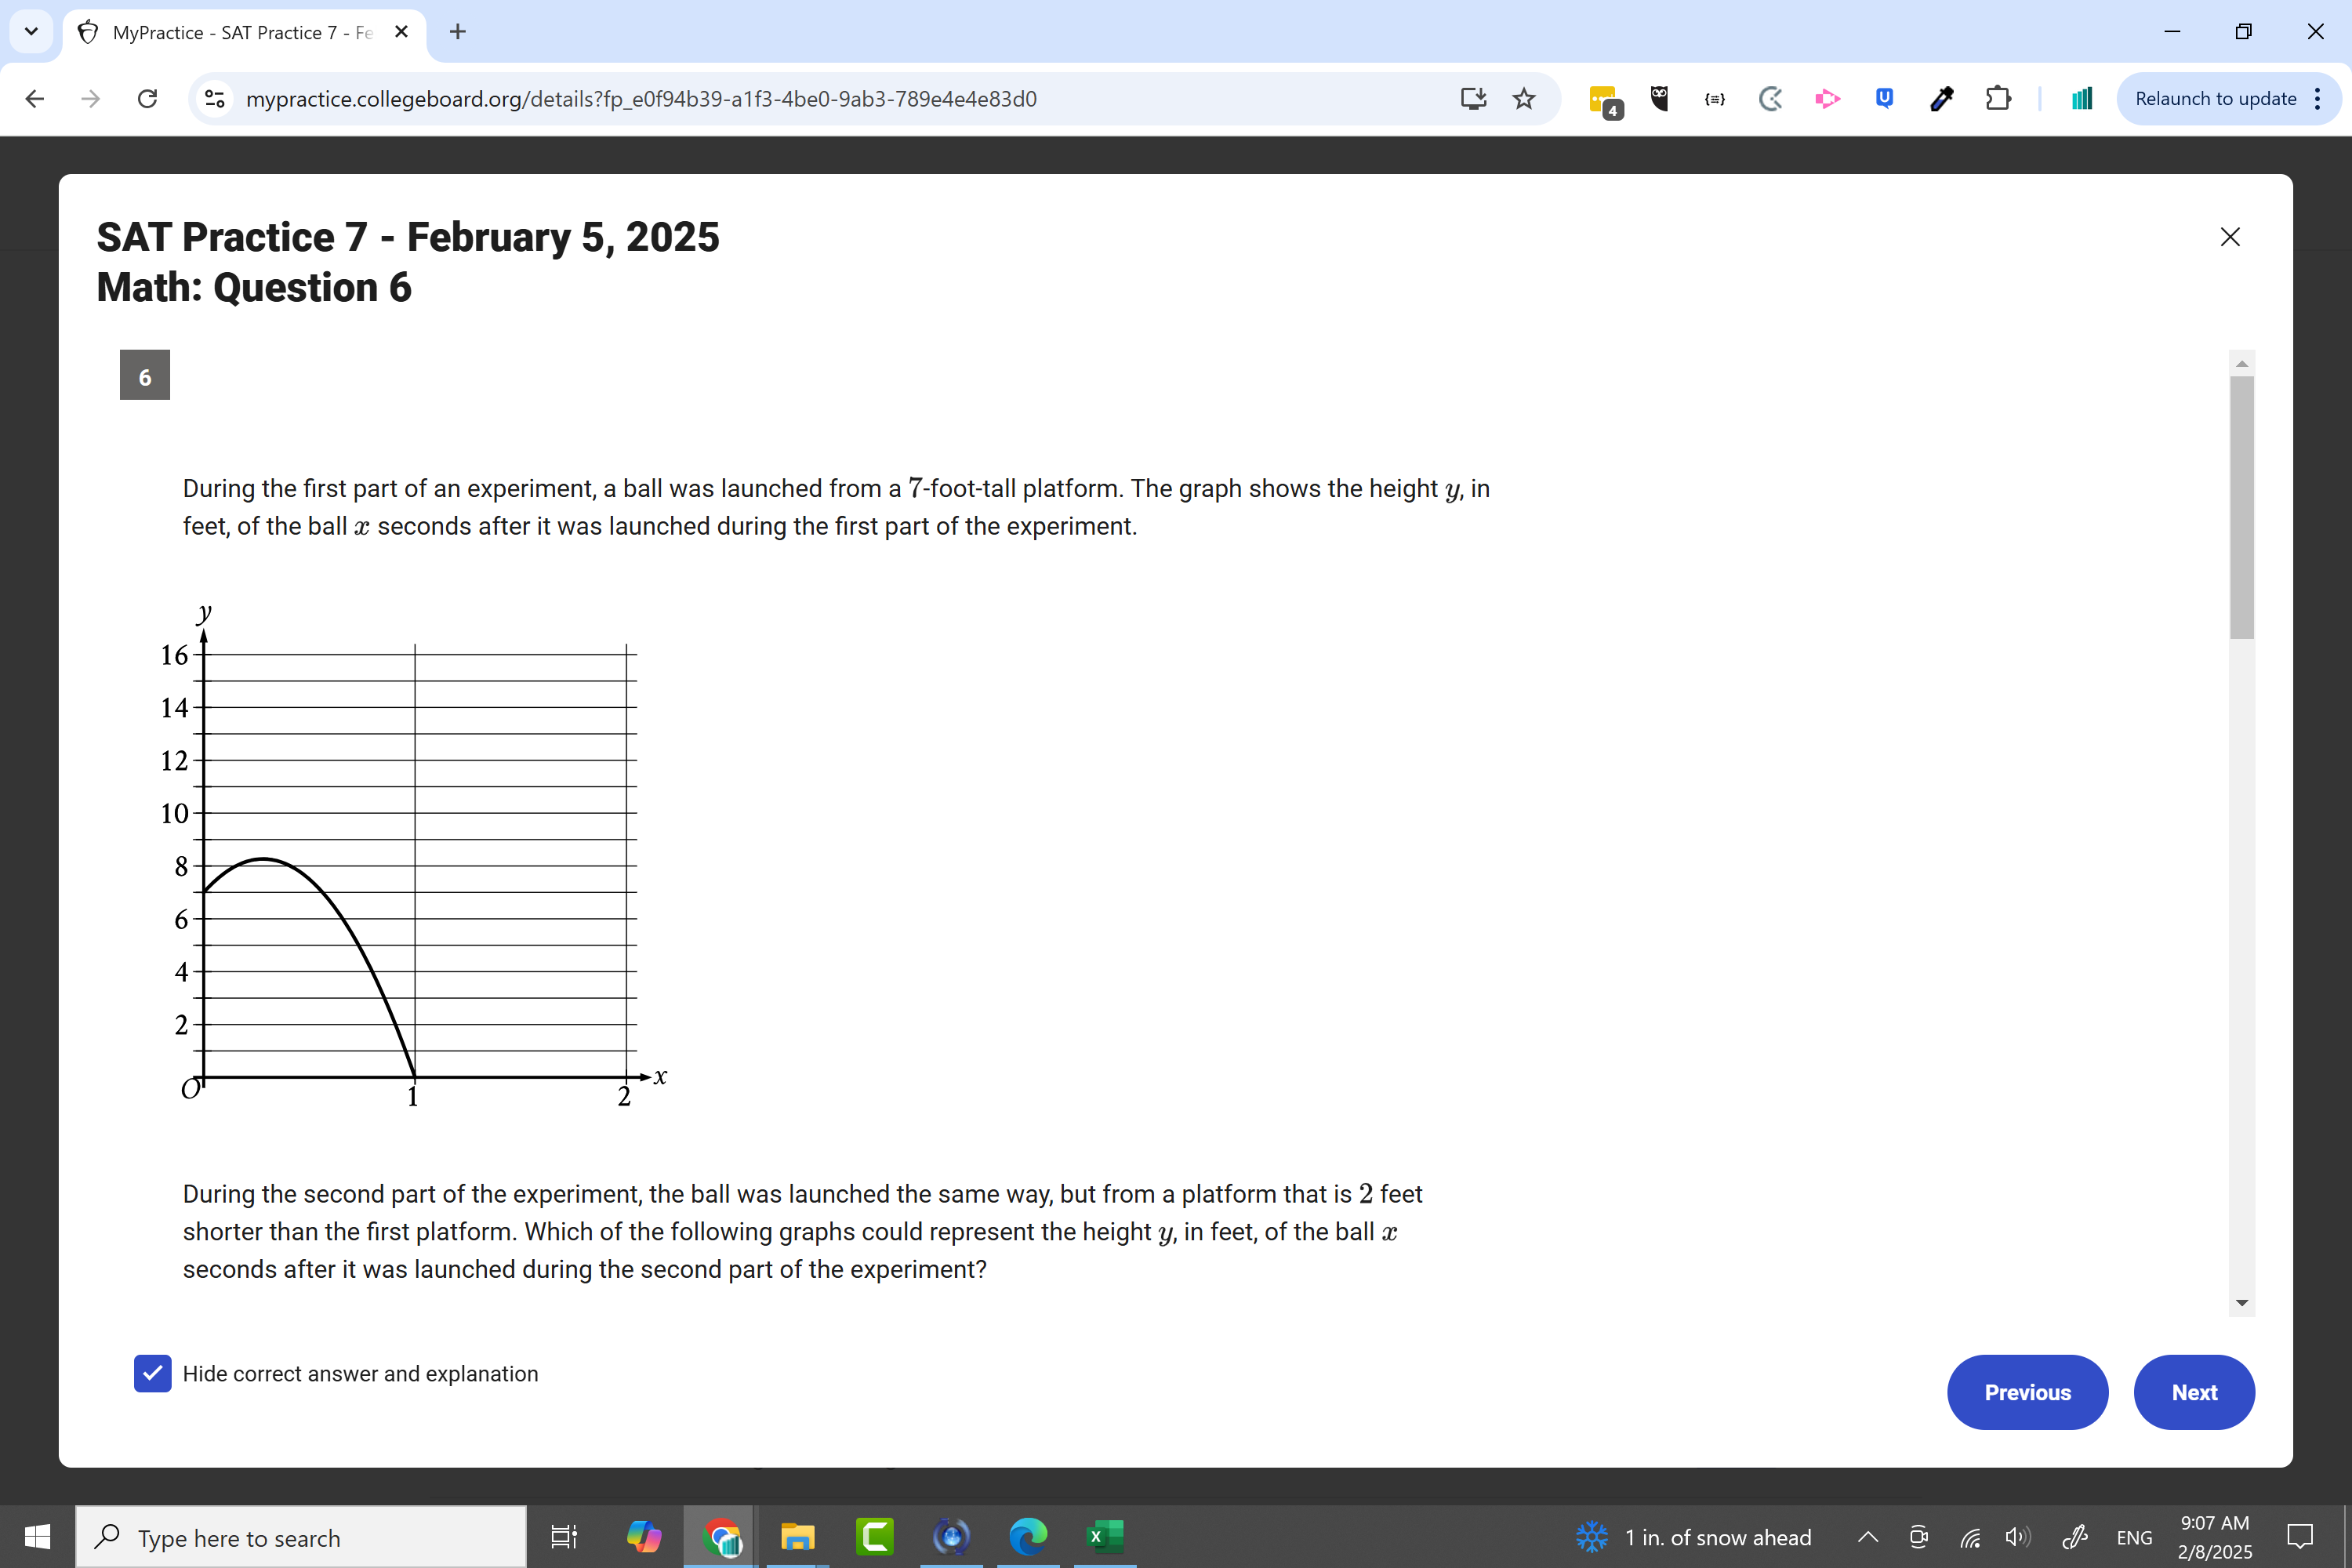 MyPractice - SAT Practice 7 - Fe
mypractice.collegeboard.org/details?fp_e0f94b39-a1f3-4be0-9ab3-789e4e4e83d0
4
Relaunch to update
SAT Practice 7 - February 5, 2025
Math: Question 6
6
During the first part of an experiment, a ball was launched from a 7-foot-tall platform. The graph shows the height y, in
feet, of the ball x seconds after it was launched during the first part of the experiment.
y
16
14
12
10
8
6
4
2
O
1
2
x
During the second part of the experiment, the ball was launched the same way, but from a platform that is 2 feet
shorter than the first platform. Which of the following graphs could represent the height y, in feet, of the ball x
seconds after it was launched during the second part of the experiment?
Hide correct answer and explanation
Previous
Next
Type here to search
1 in. of snow ahead
ENG
9:07 AM
2/8/2025